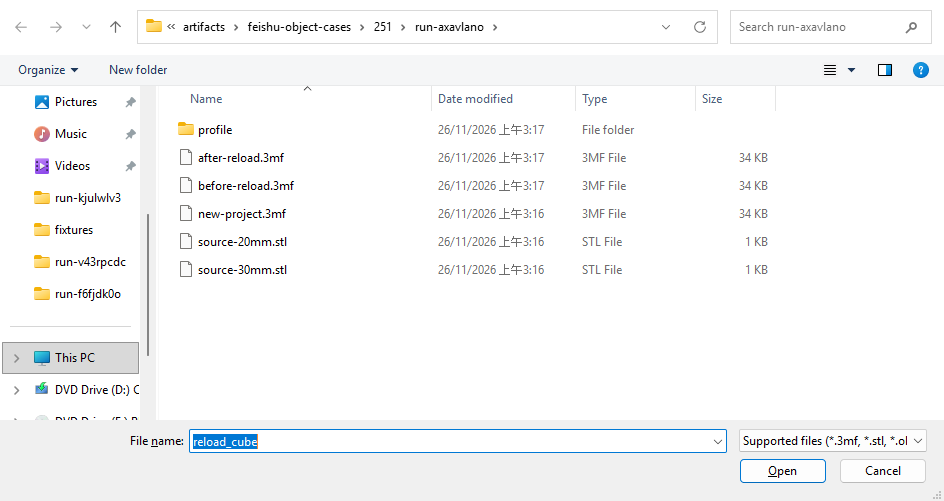 « artifacts › feishu-object-cases › 251 › run-axavlano ›
Search run-axavlano
Organize
New folder
Name
Date modified
Type
Size
Pictures
Music
Videos
run-kjulwlv3
fixtures
run-v43rpcdc
run-f6fjdk0o
This PC
DVD Drive (D:) C
profile 26/11/2026 上午3:17 File folder
after-reload.3mf 26/11/2026 上午3:17 3MF File 34 KB
before-reload.3mf 26/11/2026 上午3:17 3MF File 34 KB
new-project.3mf 26/11/2026 上午3:16 3MF File 34 KB
source-20mm.stl 26/11/2026 上午3:16 STL File 1 KB
source-30mm.stl 26/11/2026 上午3:16 STL File 1 KB
File name:
reload_cube
Supported files (*.3mf, *.stl, *.ol
Open
Cancel